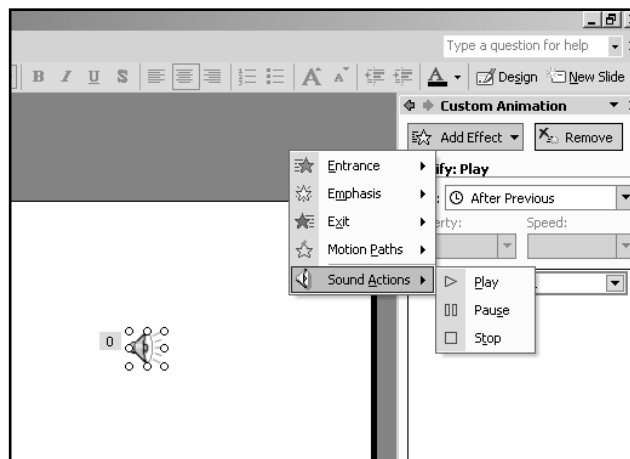 Type a question for help
B I U S A A A Design New Slide
Custom Animation
Add Effect Remove
Entrance
Emphasis
Exit
Motion Paths
Sound Actions
ify: Play
: After Previous
erty: Speed:
Play
Pause
Stop
0